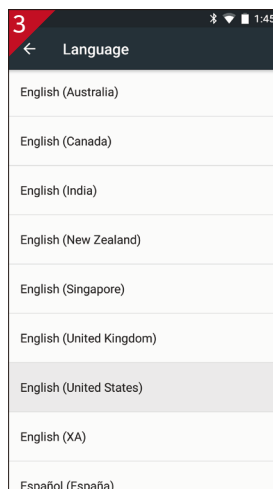 3
1:45
Language
English (Australia)
English (Canada)
English (India)
English (New Zealand)
English (Singapore)
English (United Kingdom)
English (United States)
English (XA)
Español (España)